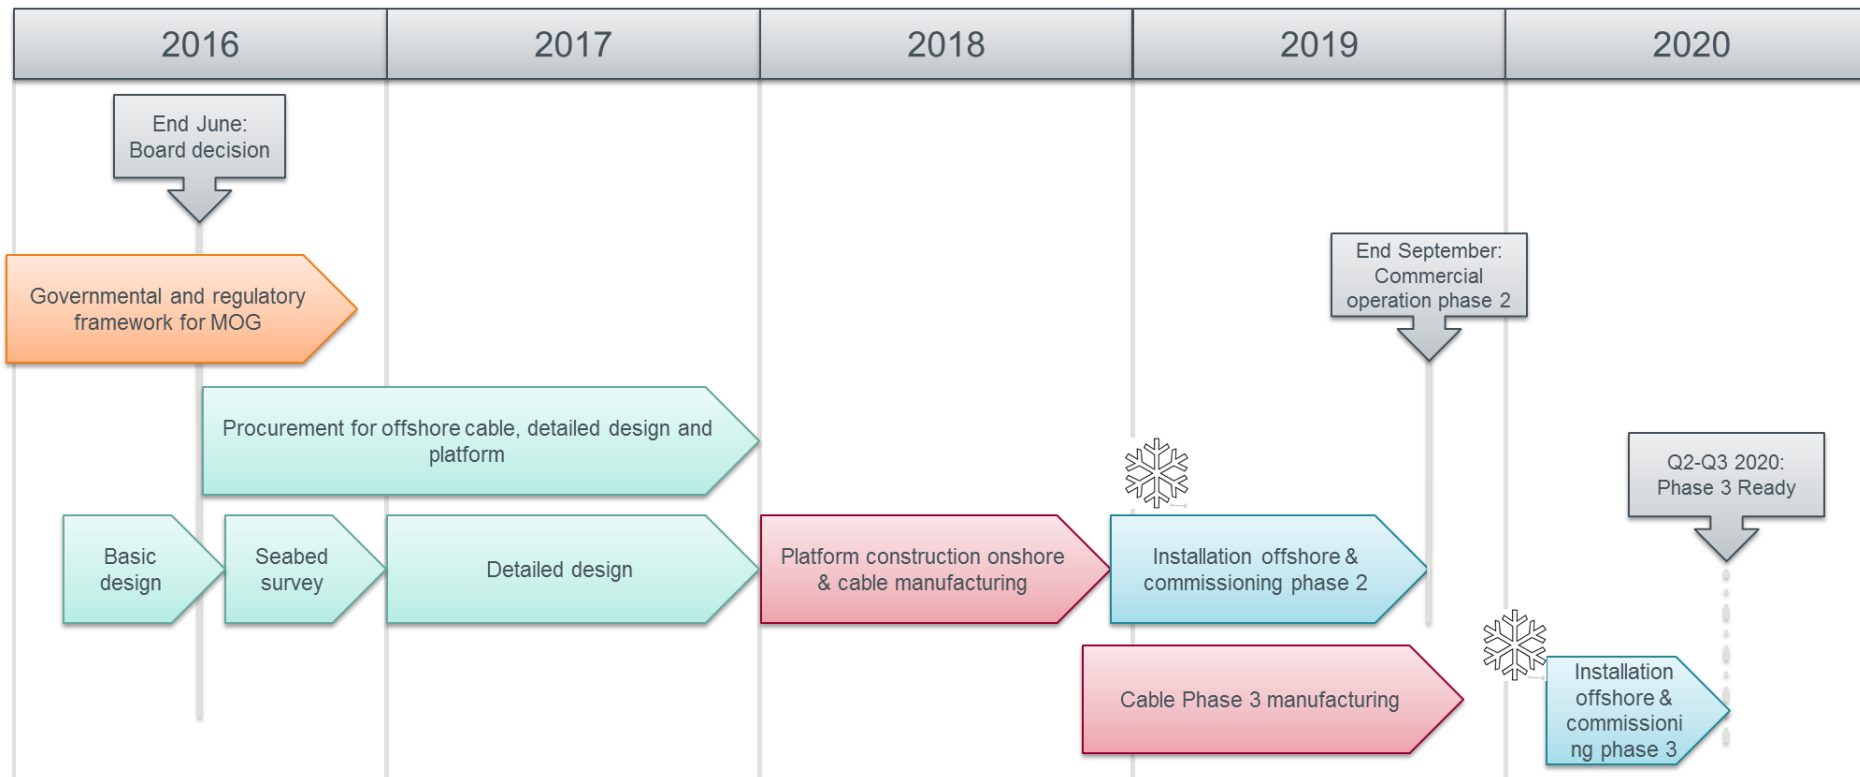 2016
2017
2018
2019
2020
End June:
Board decision
Governmental and regulatory
framework for MOG
End September:
Commercial
operation phase 2
Procurement for offshore cable, detailed design and
platform
Q2-Q3 2020:
Phase 3 Ready
Basic
design
Seabed
survey
Detailed design
Platform construction onshore
& cable manufacturing
Installation offshore &
commissioning phase 2
Cable Phase 3 manufacturing
Installation
offshore &
commissioni
ng phase 3